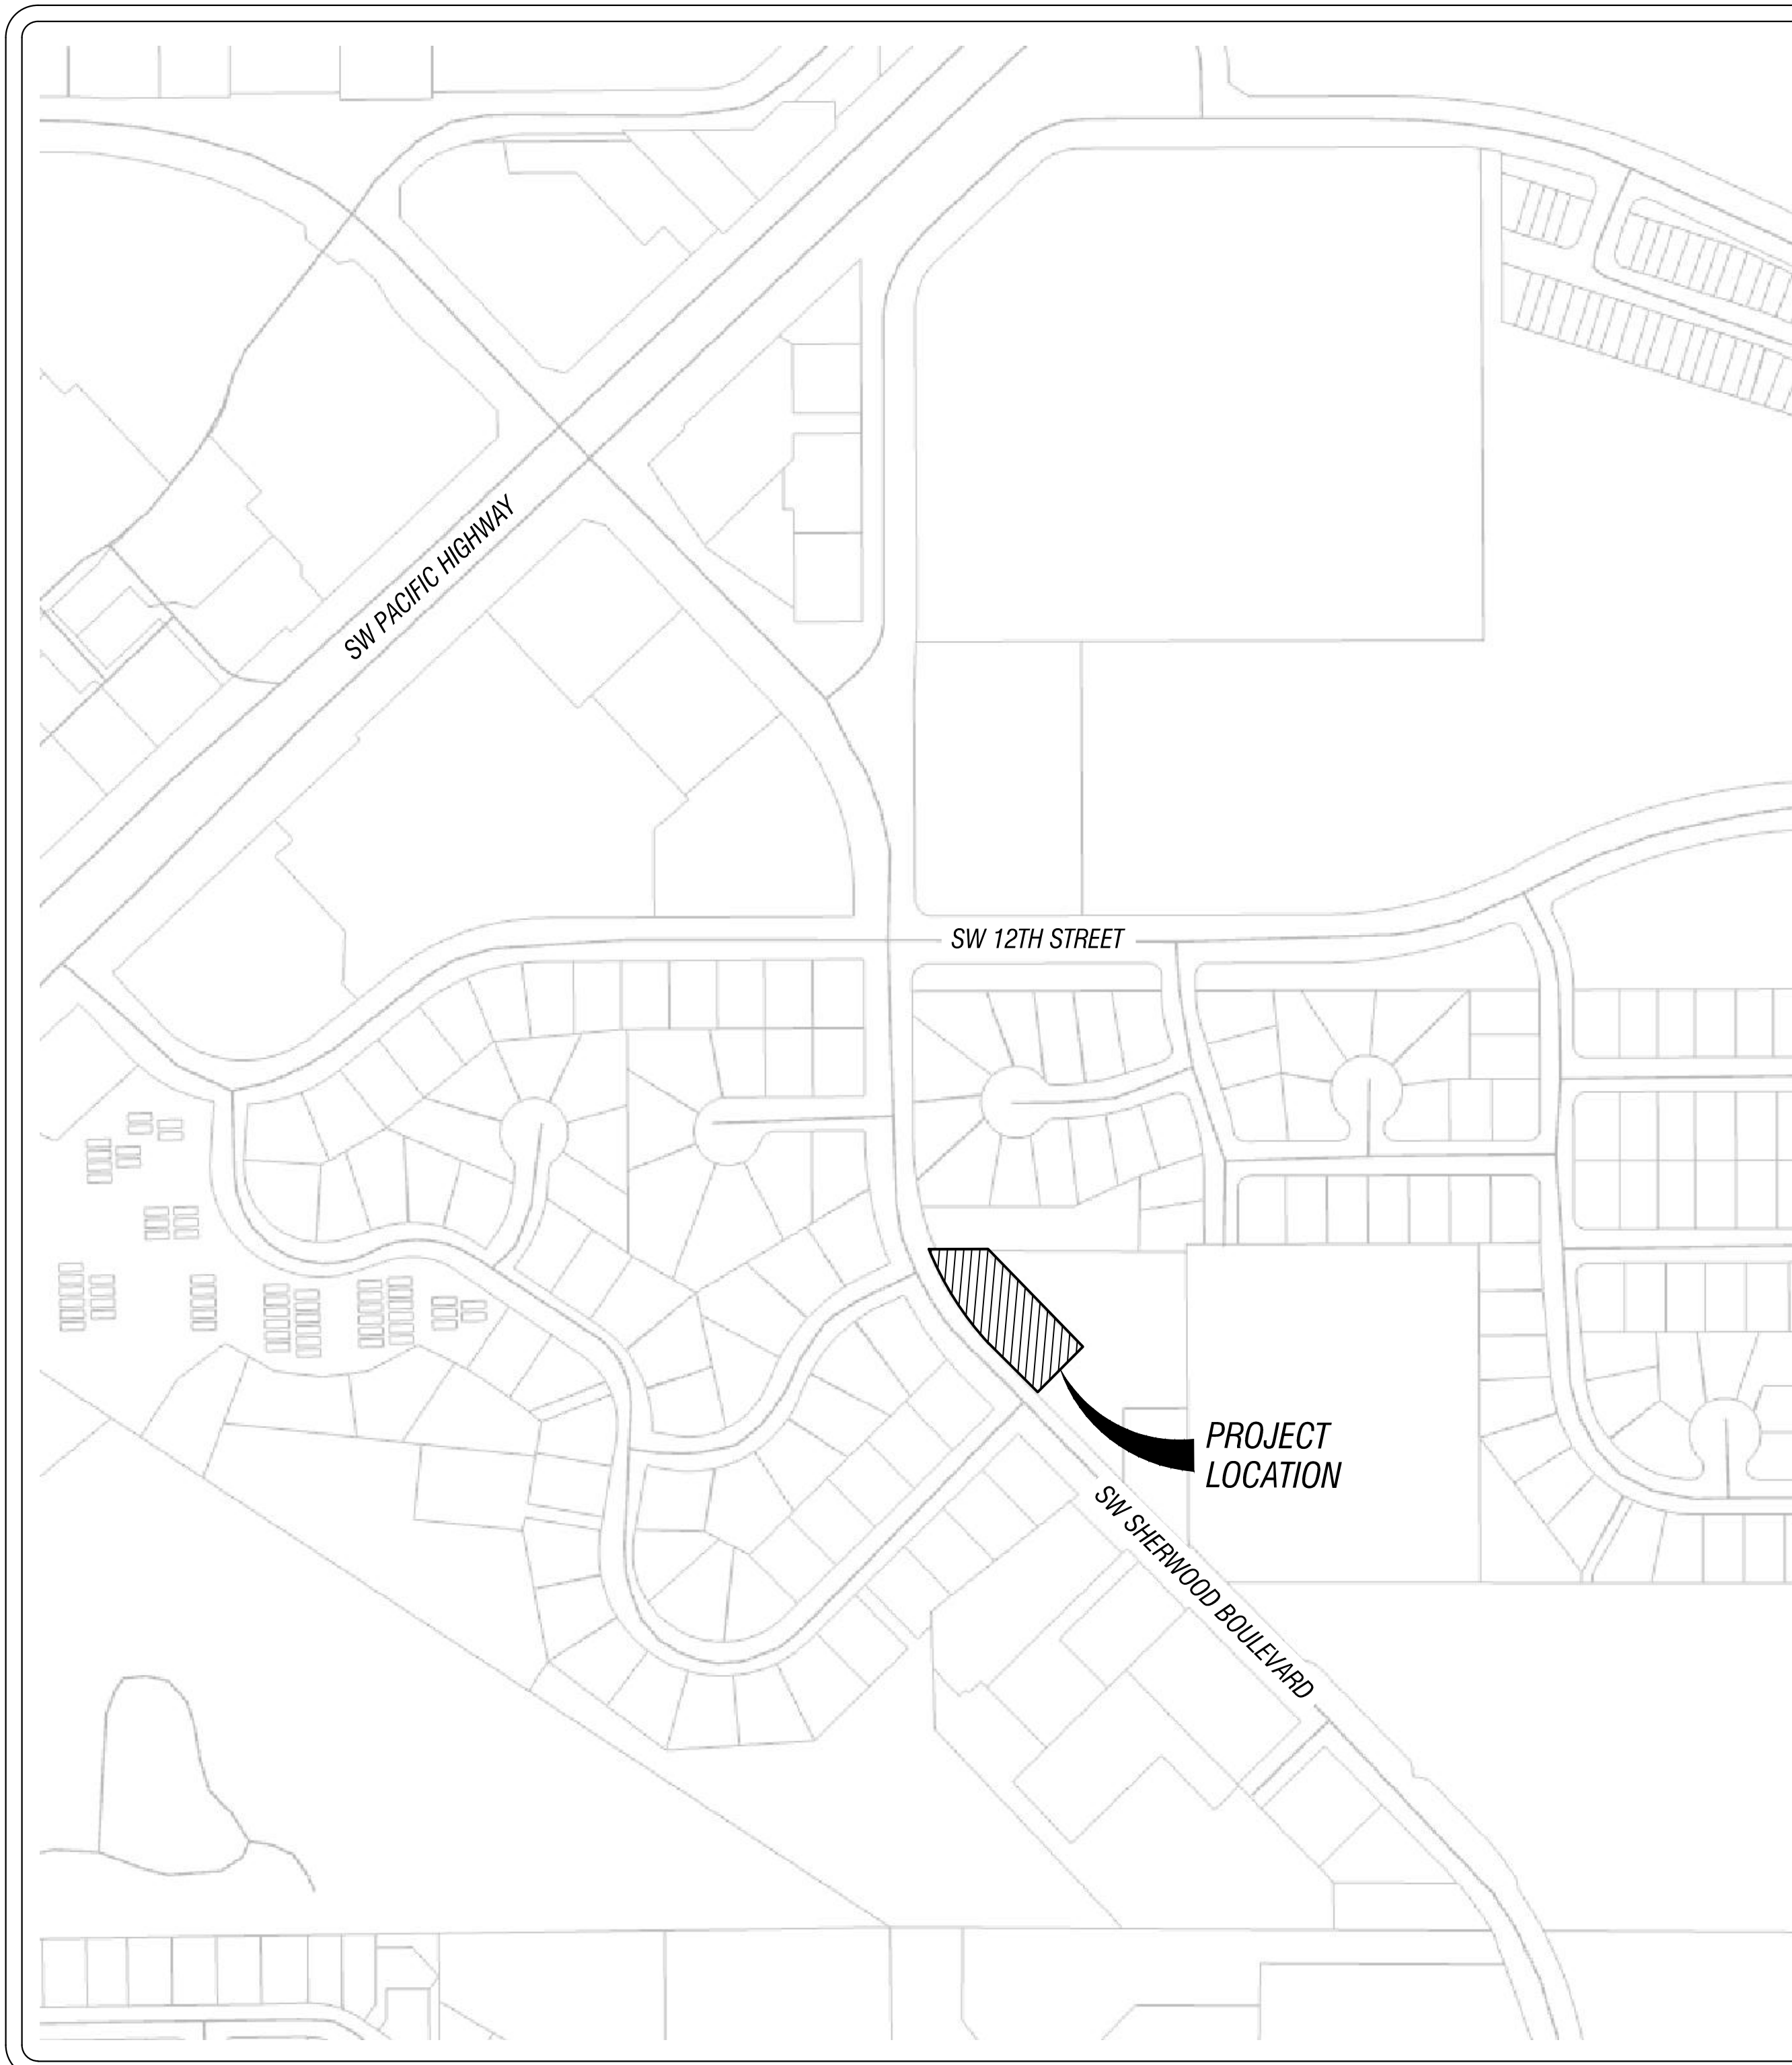 SW PACIFIC HIGHWAY
SW 12TH STREET
PROJECT
LOCATION
SW SHERWOOD BOULEVARD